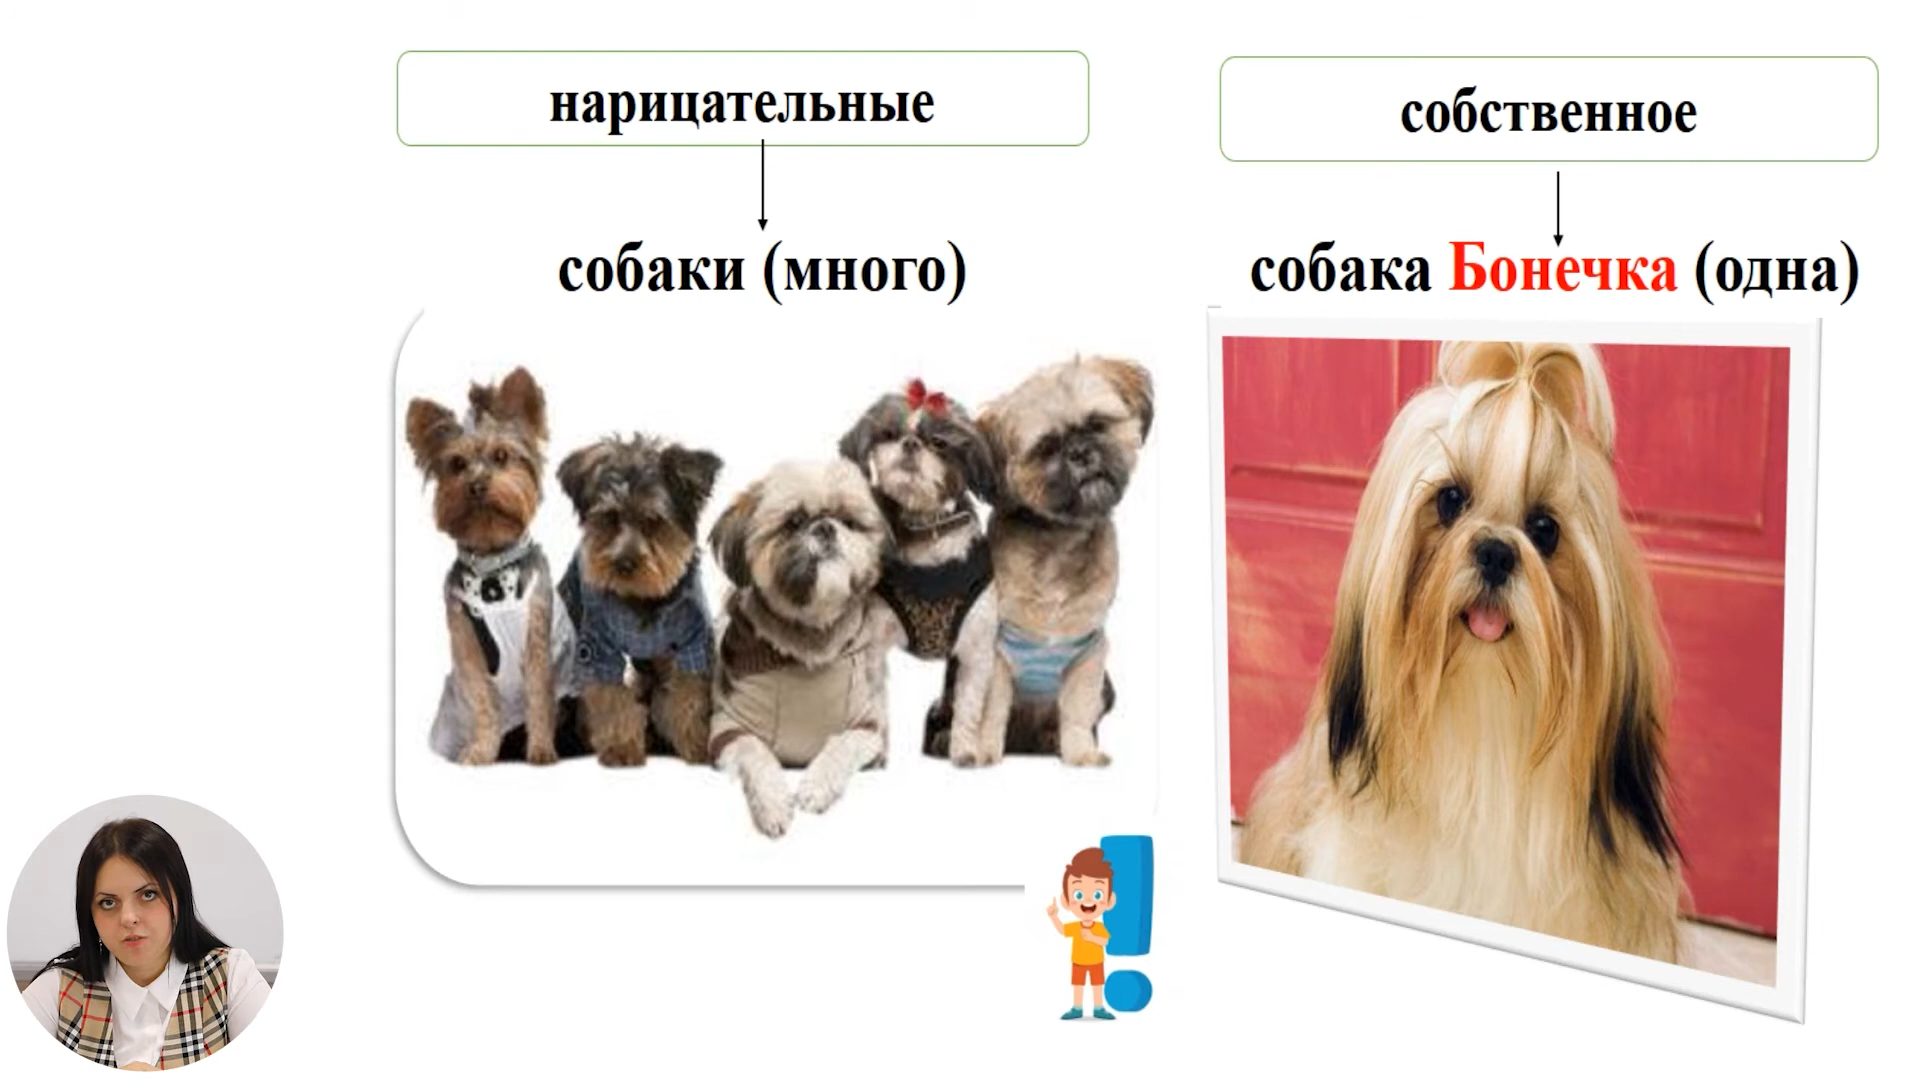 нарицательные
собственное
собаки (много)
собака Бонечка (одна)